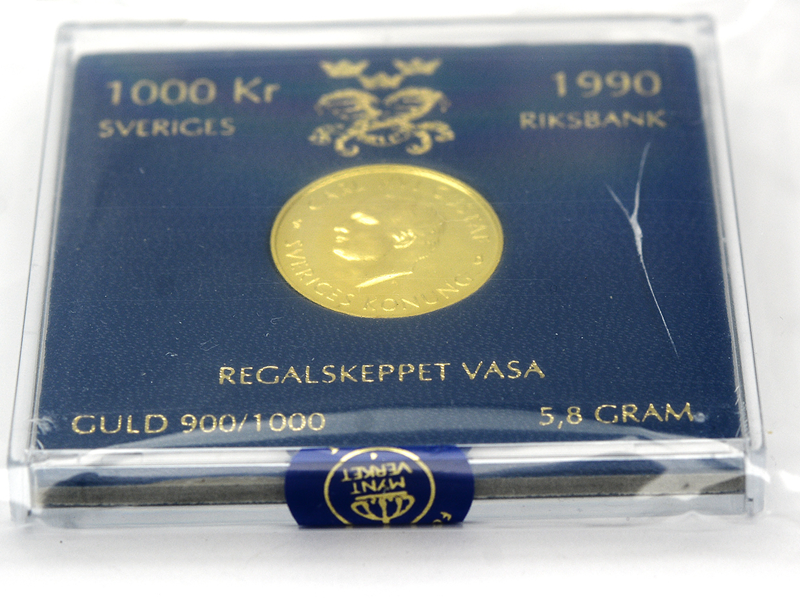 1000 Kr
1990
SVERIGES
RIKSBANK
CARL XVI GUSTAF
SVERIGES KONUNG
REGALSKEPPET VASA
GULD 900/1000
5,8 GRAM
MYNT
VERKET